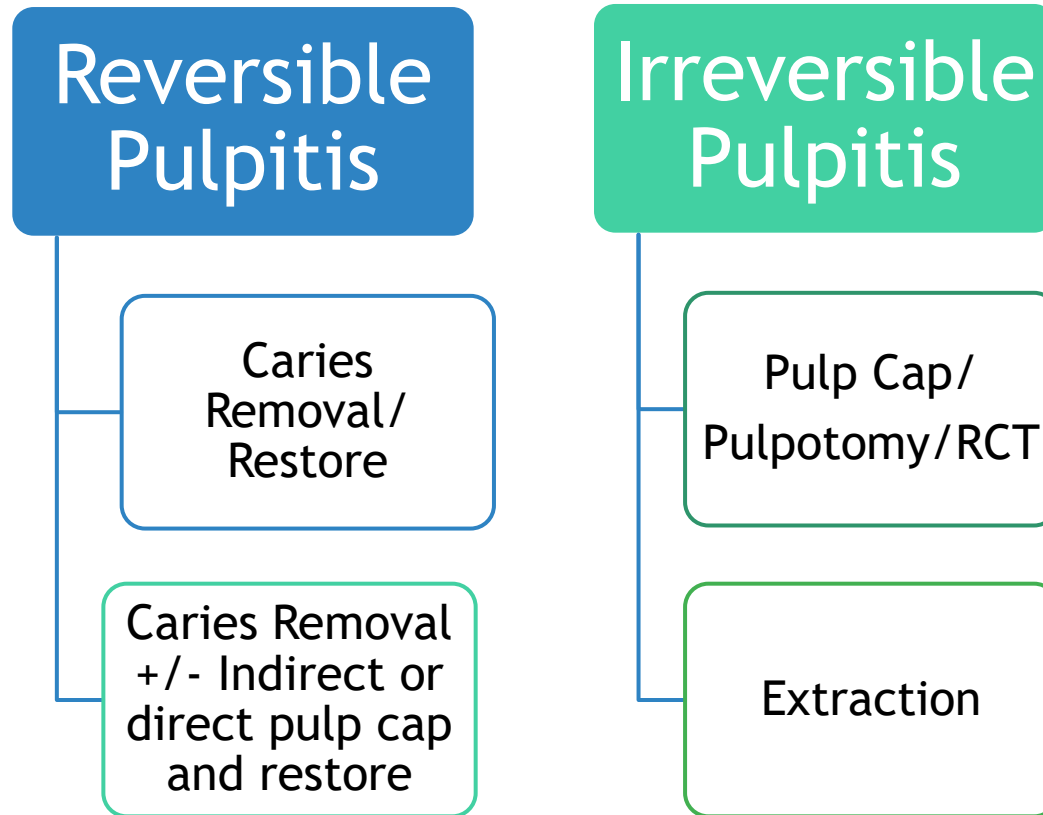 Reversible
Pulpitis
Caries
Removal/
Restore
Caries Removal
+/- Indirect or
direct pulp cap
and restore
Irreversible
Pulpitis
Pulp Cap/
Pulpotomy/RCT
Extraction